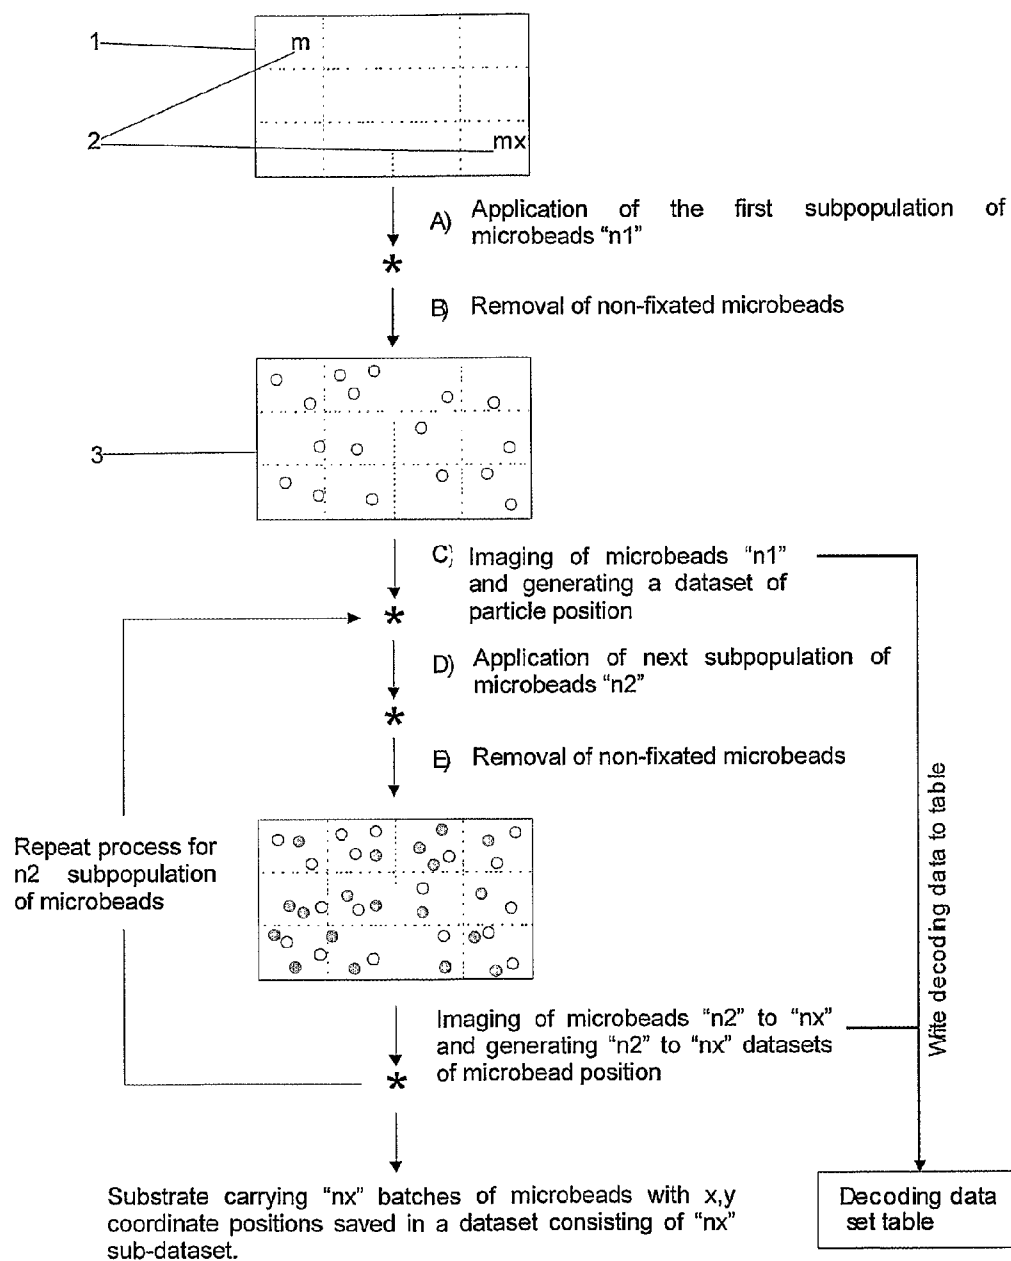 1
m
2
mx
A) Application of the first subpopulation of
microbeads “n1”
*
B) Removal of non-fixated microbeads
3
C) Imaging of microbeads “n1”
and generating a dataset of
particle position
*
D) Application of next subpopulation of
microbeads “n2”
*
E) Removal of non-fixated microbeads
Repeat process for
n2 subpopulation
of microbeads
Write decoding data to table
Imaging of microbeads “n2” to “nx”
and generating “n2” to “nx” datasets
of microbead position
*
Substrate carrying “nx” batches of microbeads with x,y
coordinate positions saved in a dataset consisting of “nx”
sub-dataset.
Decoding data
set table